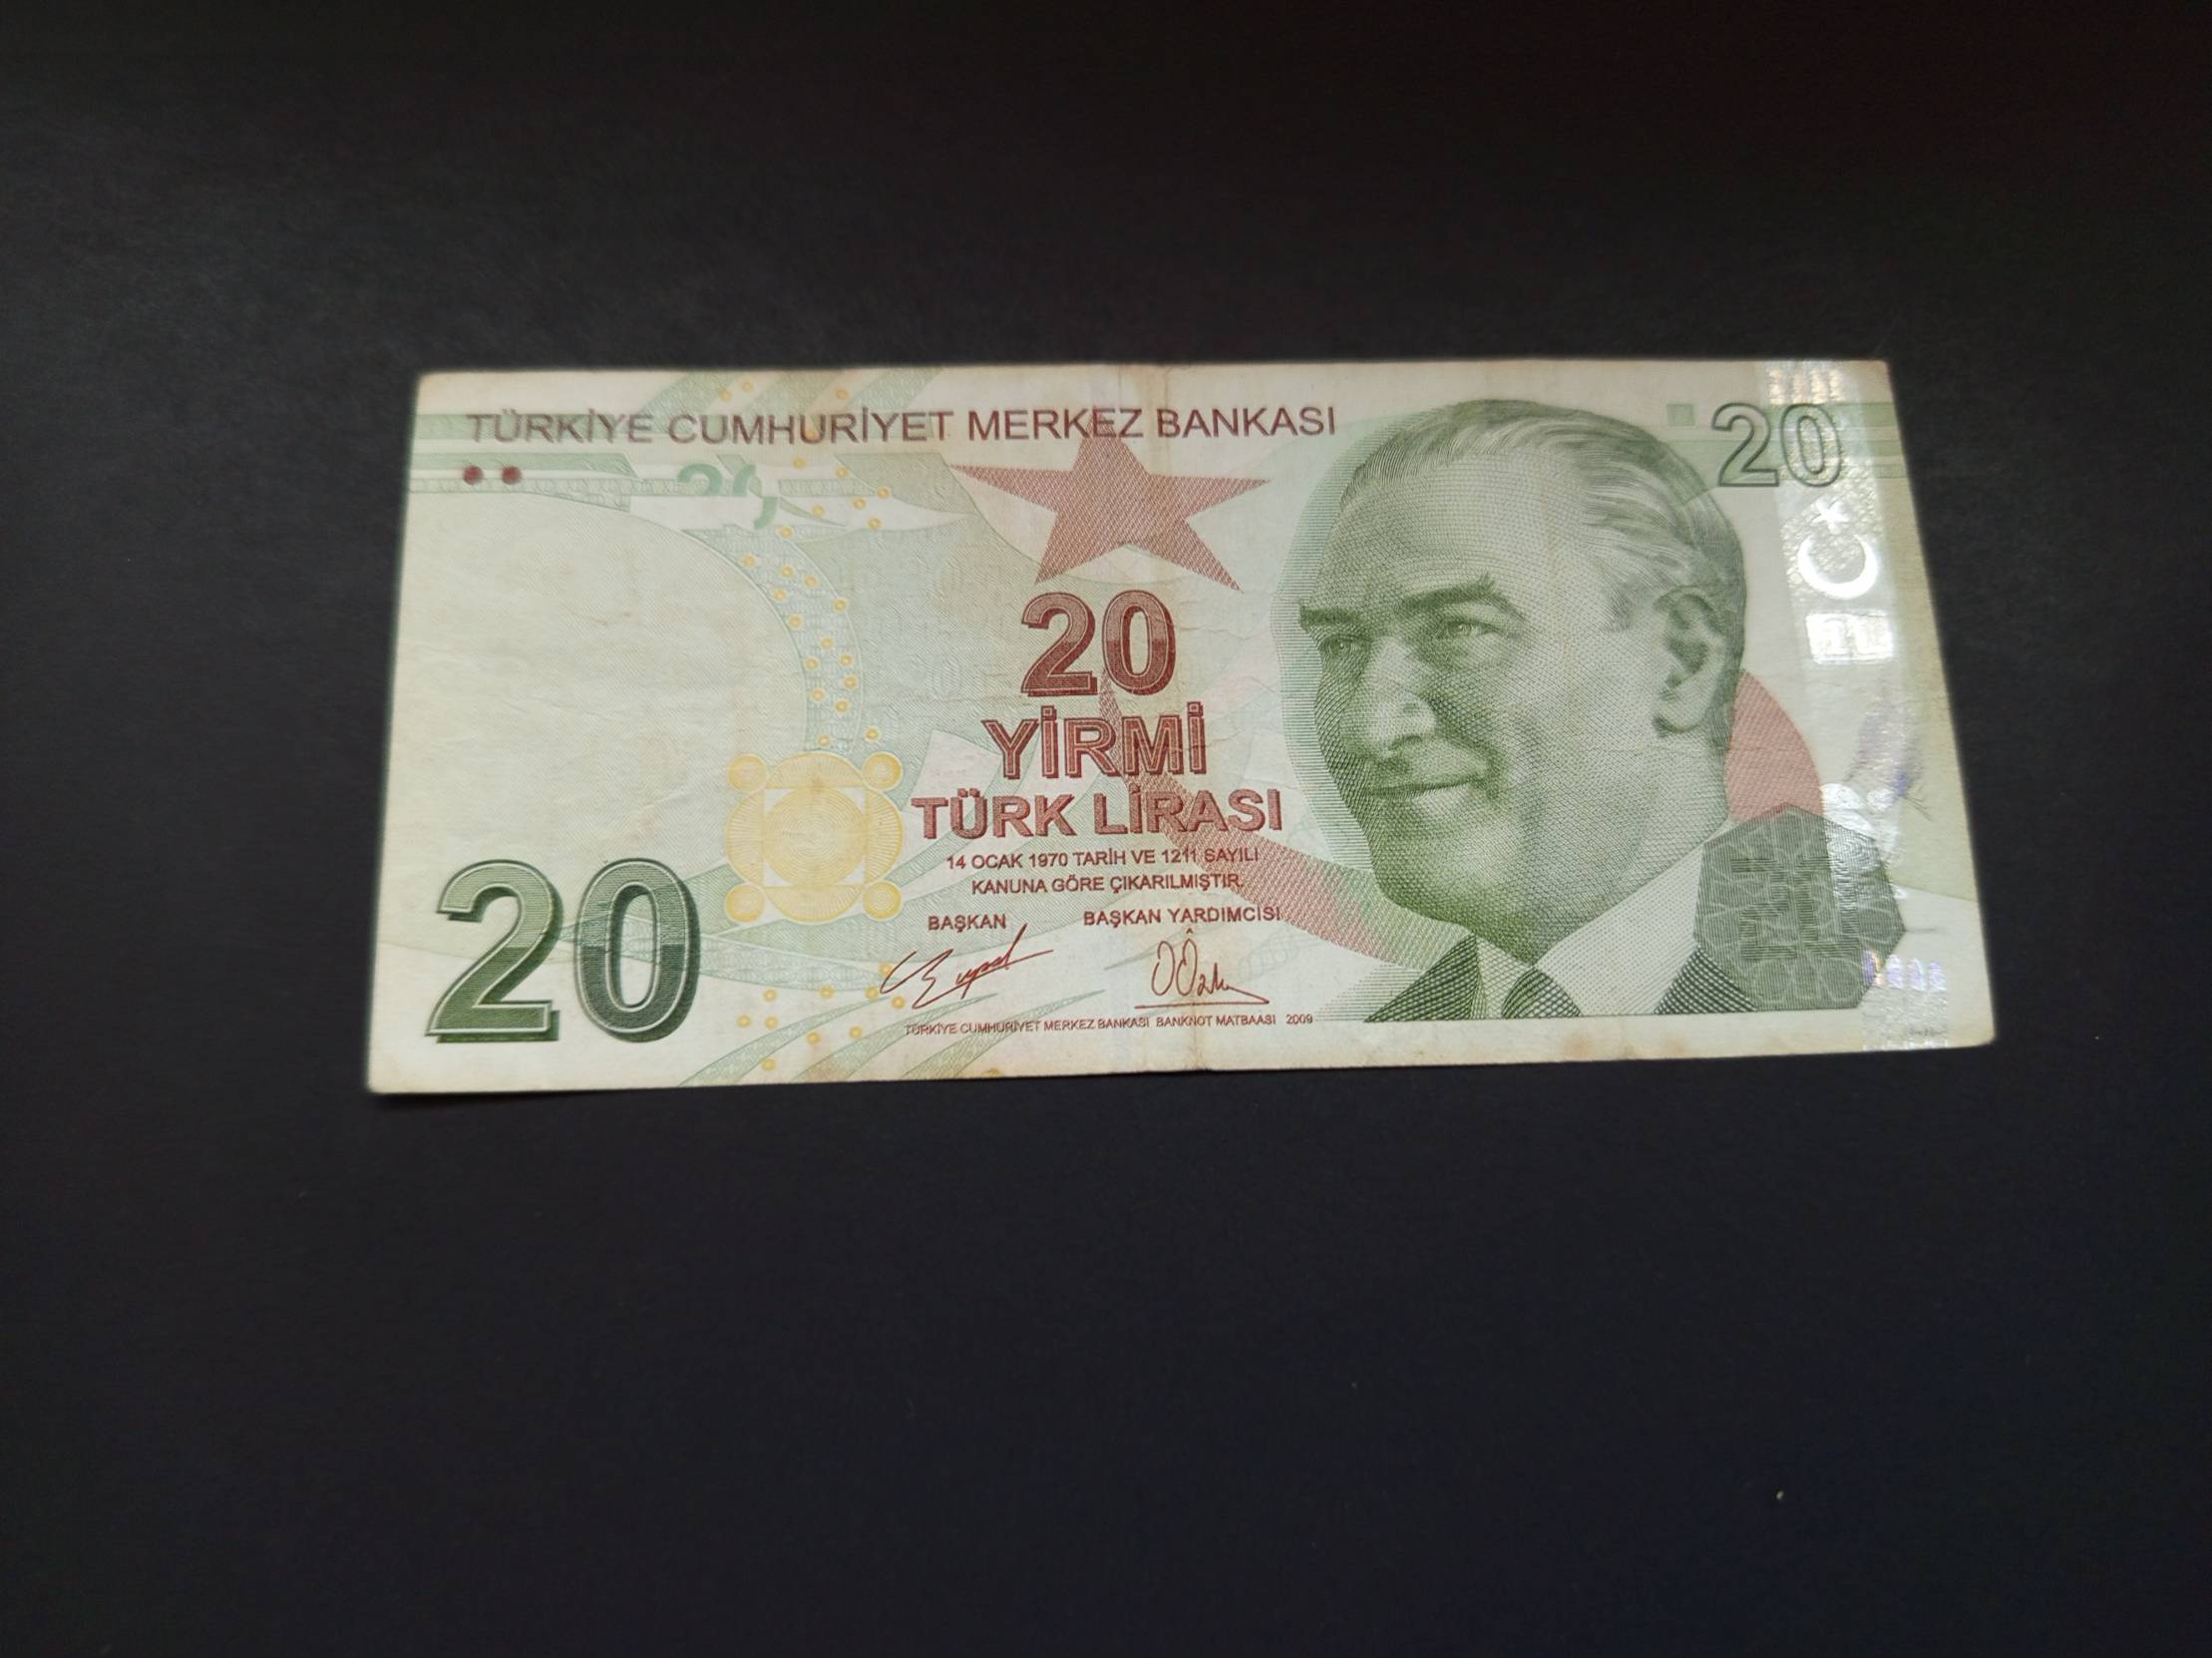 TÜRKİYE CUMHURİYET MERKEZ BANKASI
20
20
YİRMİ
TÜRK LİRASI
14 OCAK 1970 TARİH VE 1211 SAYILI
KANUNA GÖRE ÇIKARILMIŞTIR.
BAŞKAN BAŞKAN YARDIMCISI
20
TÜRKİYE CUMHURİYET MERKEZ BANKASI BANKNOT MATBAASI 2009